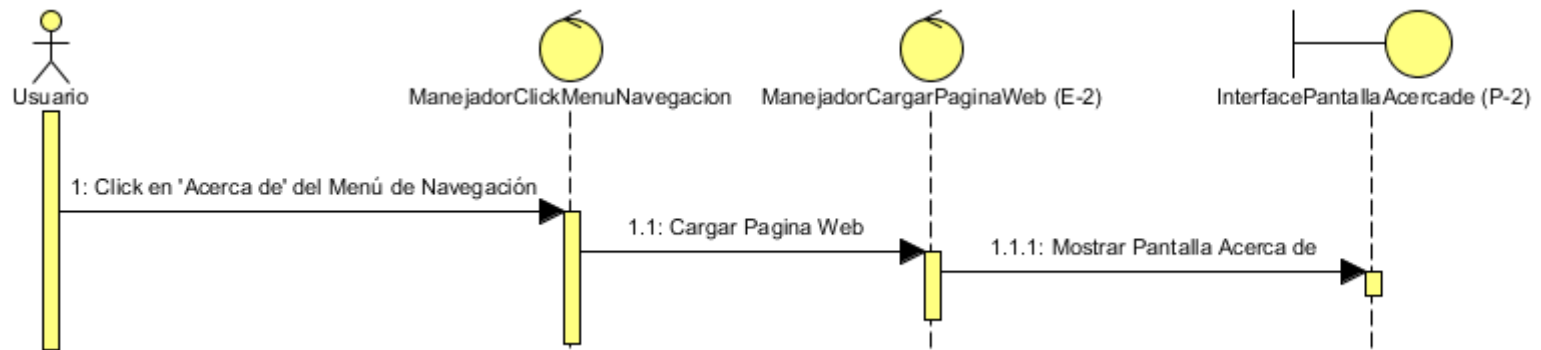 Usuario
ManejadorClickMenuNavegacion
ManejadorCargarPaginaWeb (E-2)
InterfacePantallaAcercade (P-2)
1: Click en 'Acerca de' del Menú de Navegación
1.1: Cargar Pagina Web
1.1.1: Mostrar Pantalla Acerca de